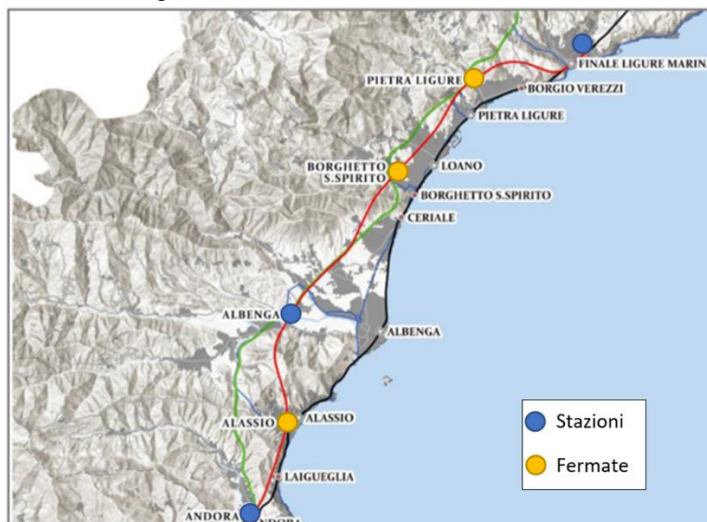 FINALE LIGURE MARINA
PIETRA LIGURE
BORGIO VEREZZI
PIETRA LIGURE
BORGHETTO
S.SPIRITO
LOANO
BORGHETTO S.SPIRITO
CERIALE
ALBENGA
ALBENGA
ALASSIO
ALASSIO
Stazioni
Fermate
LAIGUEGLIA
ANDORA
ANDORA